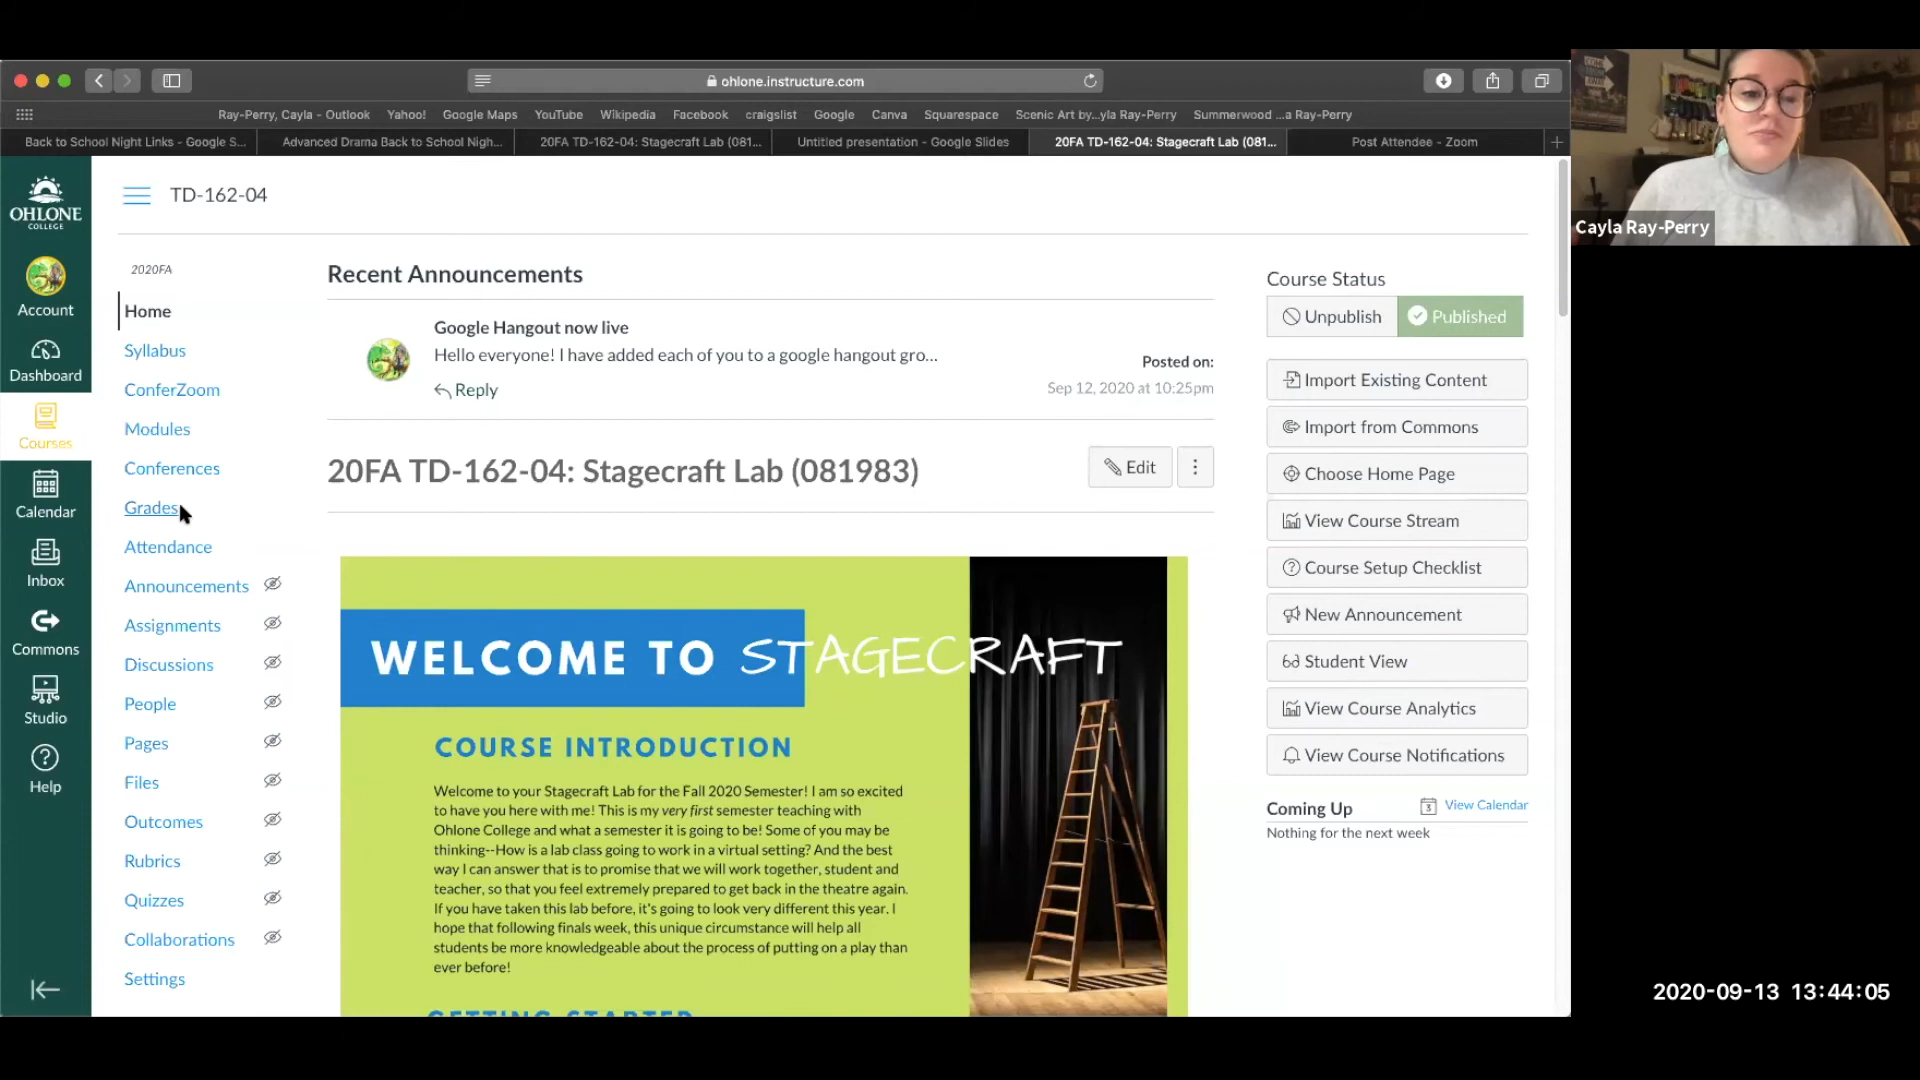 ohlone.instructure.com
Ray-Perry, Cayla - Outlook Yahoo! Google Maps YouTube Wikipedia Facebook craigslist Google Canva Squarespace Scenic Art by...yla Ray-Perry Summerwood ...a Ray-Perry
Back to School Night Links - Google S... Advanced Drama Back to School Nigh... 20FA TD-162-04: Stagecraft Lab (081... Untitled presentation - Google Slides 20FA TD-162-04: Stagecraft Lab (081... Post Attendee - Zoom
Cayla Ray-Perry
OHLONE
COLLEGE
Account
Dashboard
Courses
Calendar
Inbox
Commons
Studio
Help
TD-162-04
2020FA
Home
Syllabus
ConferZoom
Modules
Conferences
Grades
Attendance
Announcements
Assignments
Discussions
People
Pages
Files
Outcomes
Rubrics
Quizzes
Collaborations
Settings
Recent Announcements
Google Hangout now live
Hello everyone! I have added each of you to a google hangout gro...
Reply
Posted on:
Sep 12, 2020 at 10:25pm
20FA TD-162-04: Stagecraft Lab (081983)
Edit
WELCOME TO STAGECRAFT
COURSE INTRODUCTION
Welcome to your Stagecraft Lab for the Fall 2020 Semester! I am so excited
to have you here with me! This is my very first semester teaching with
Ohlone College and what a semester it is going to be! Some of you may be
thinking--How is a lab class going to work in a virtual setting? And the best
way I can answer that is to promise that we will work together, student and
teacher, so that you feel extremely prepared to get back in the theatre again.
If you have taken this lab before, it's going to look very different this year. I
hope that following finals week, this unique circumstance will help all
students be more knowledgeable about the process of putting on a play than
ever before!
GETTING STARTED
Course Status
Unpublish Published
Import Existing Content
Import from Commons
Choose Home Page
View Course Stream
Course Setup Checklist
New Announcement
Student View
View Course Analytics
View Course Notifications
Coming Up 3 View Calendar
Nothing for the next week
2020-09-13 13:44:05